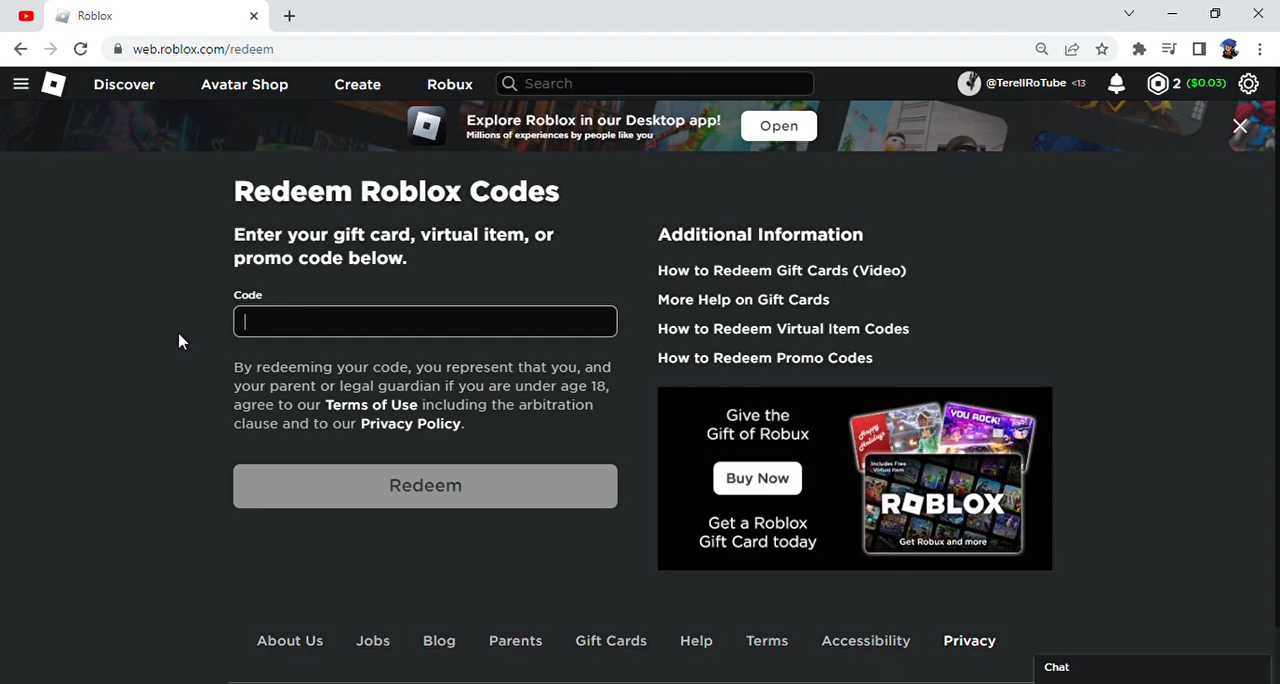 Roblox
web.roblox.com/redeem
Discover
Avatar Shop
Create
Robux
Search
@TerellRoTube <13
2 ($0.03)
Explore Roblox in our Desktop app!
Millions of experiences by people like you
Open
Redeem Roblox Codes
Enter your gift card, virtual item, or
promo code below.
Code
By redeeming your code, you represent that you, and
your parent or legal guardian if you are under age 18,
agree to our Terms of Use including the arbitration
clause and to our Privacy Policy.
Redeem
Additional Information
How to Redeem Gift Cards (Video)
More Help on Gift Cards
How to Redeem Virtual Item Codes
How to Redeem Promo Codes
Give the
Gift of Robux
Buy Now
Get a Roblox
Gift Card today
Happy
Holidays
YOU ROCK!
Includes Free
Virtual Item
ROBLOX
Get Robux and more
About Us
Jobs
Blog
Parents
Gift Cards
Help
Terms
Accessibility
Privacy
Chat